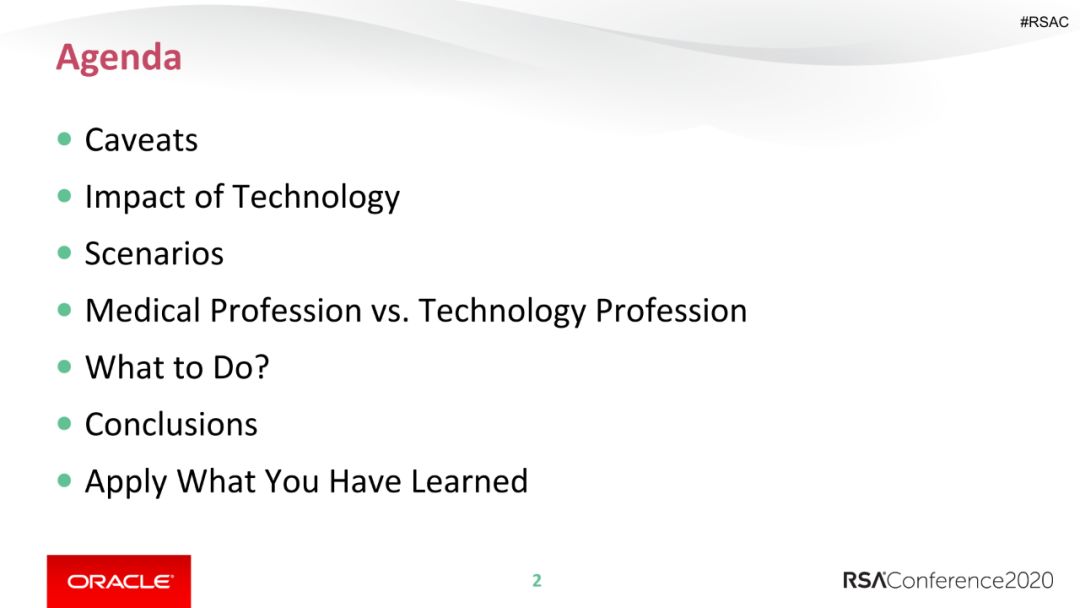 #RSAC
Agenda
Caveats
Impact of Technology
Scenarios
Medical Profession vs. Technology Profession
What to Do?
Conclusions
Apply What You Have Learned
ORACLE
2
RSAConference2020